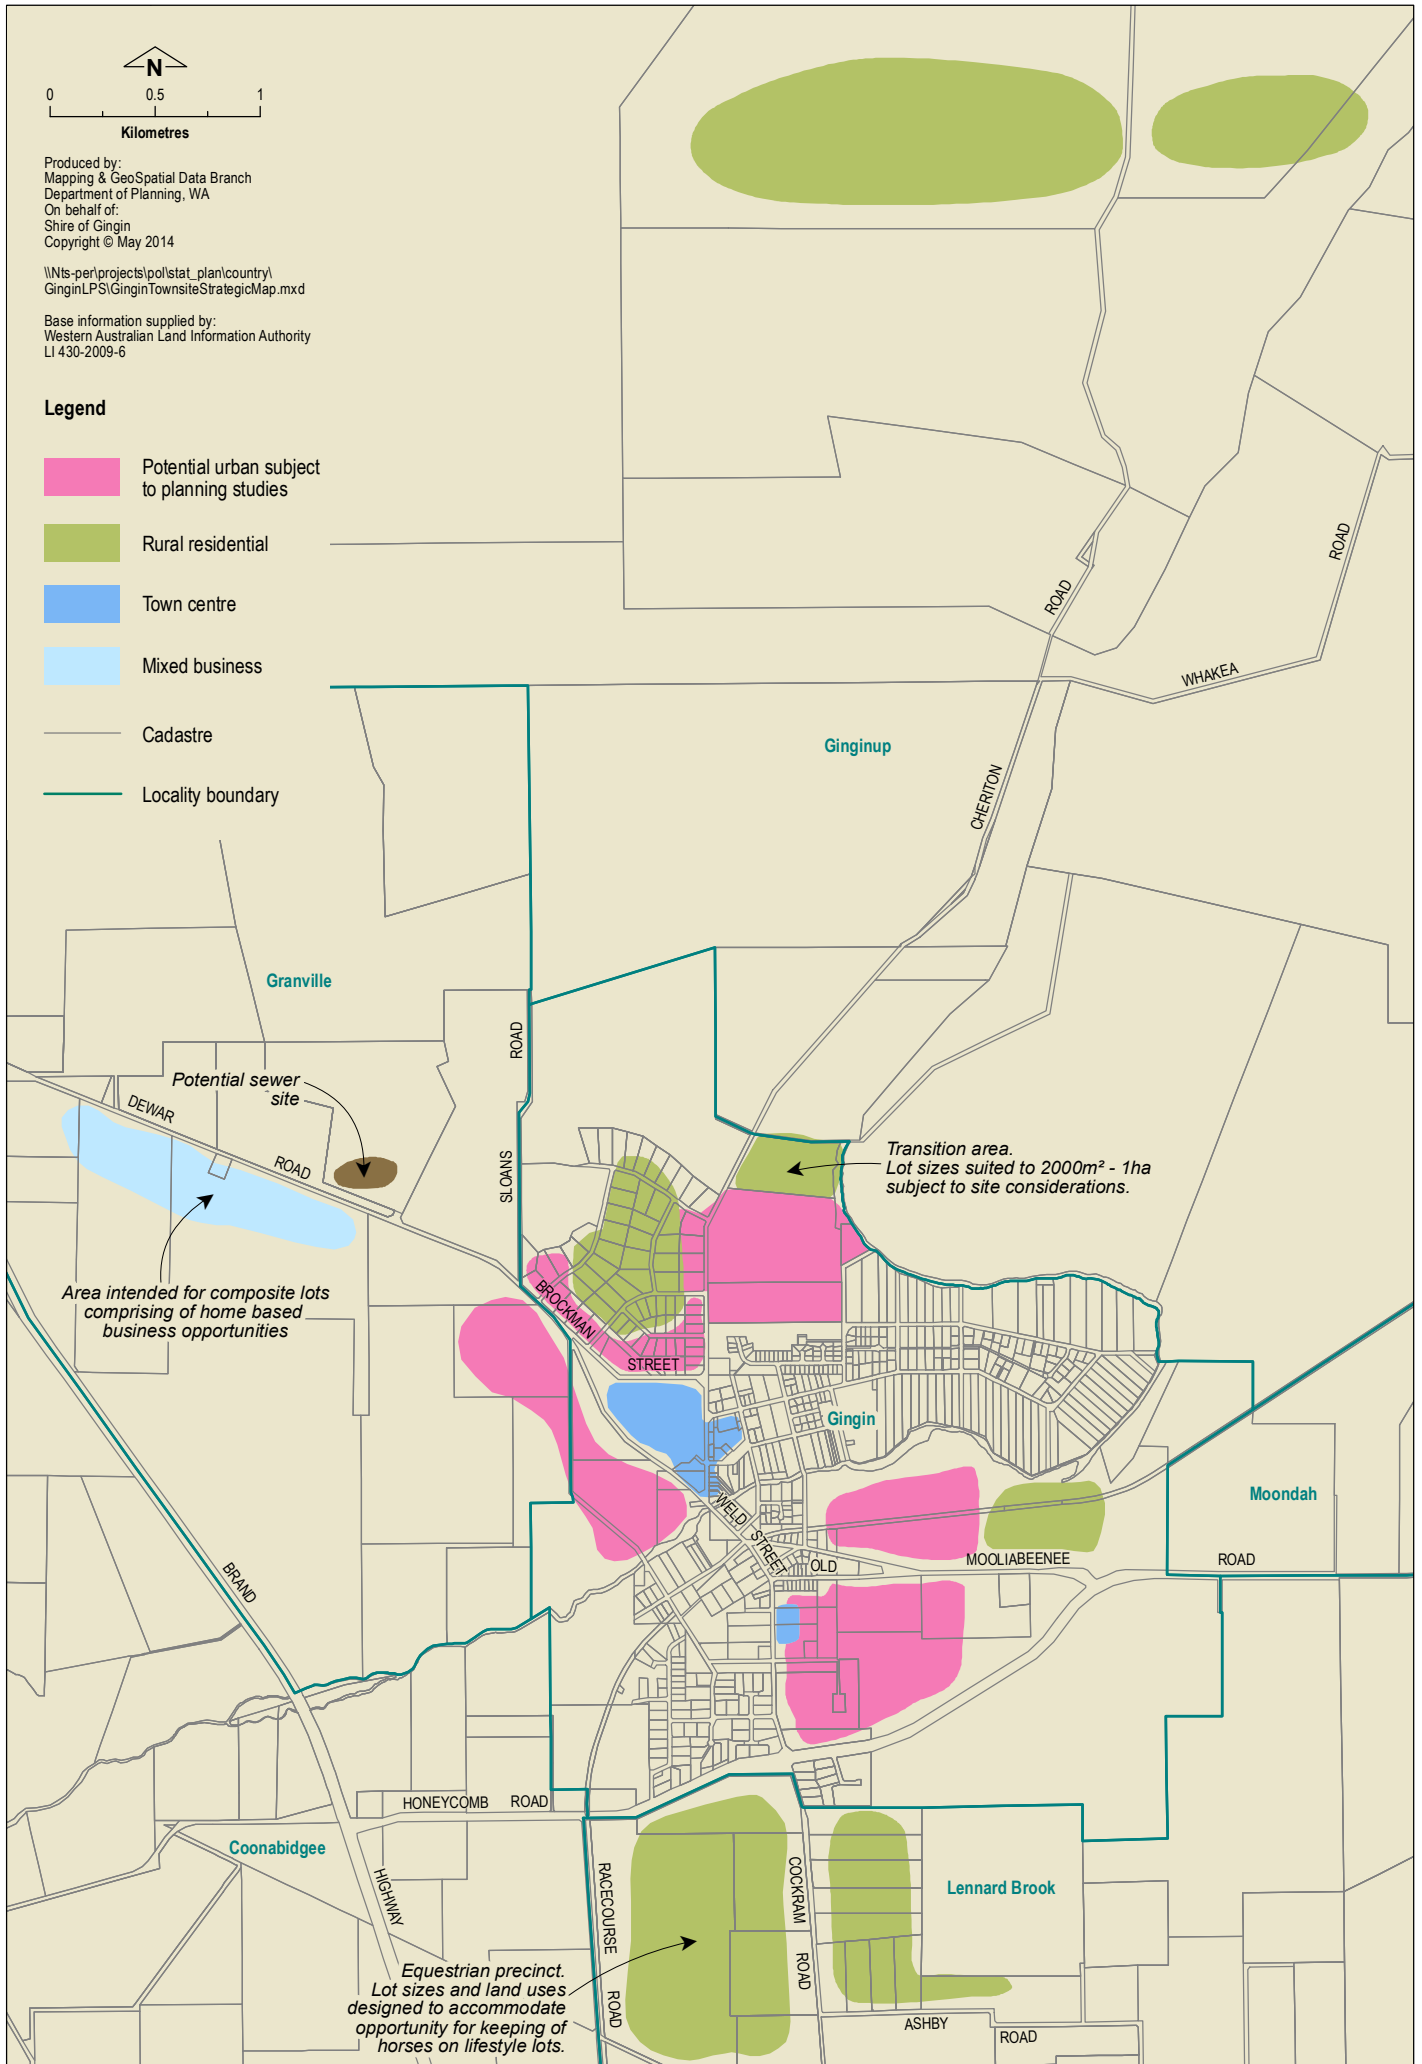 N
0 0.5 1
Kilometres
Produced by:
Mapping & GeoSpatial Data Branch
Department of Planning, WA
On behalf of:
Shire of Gingin
Copyright © May 2014
\\Nts-per\projects\pol\stat_plan\country\
GinginLPS\GinginTownsiteStrategicMap.mxd
Base information supplied by:
Western Australian Land Information Authority
LI 430-2009-6
Legend
Potential urban subject
to planning studies
Rural residential
Town centre
Mixed business
Cadastre
Locality boundary
ROAD
ROAD
WHAKEA
Ginginup
CHERITON
Granville
ROAD
SLOANS
Potential sewer
site
DEWAR
ROAD
Transition area.
Lot sizes suited to 2000m² - 1ha
subject to site considerations.
Area intended for composite lots
comprising of home based
business opportunities
BROCKMAN
STREET
Gingin
Moondah
WELD
STREET
OLD
MOOLIABEENEE
ROAD
BRAND
HIGHWAY
HONEYCOMB ROAD
Coonabidgee
RACECOURSE
ROAD
COCKRAM
ROAD
Lennard Brook
Equestrian precinct.
Lot sizes and land uses
designed to accommodate
opportunity for keeping of
horses on lifestyle lots.
ASHBY
ROAD